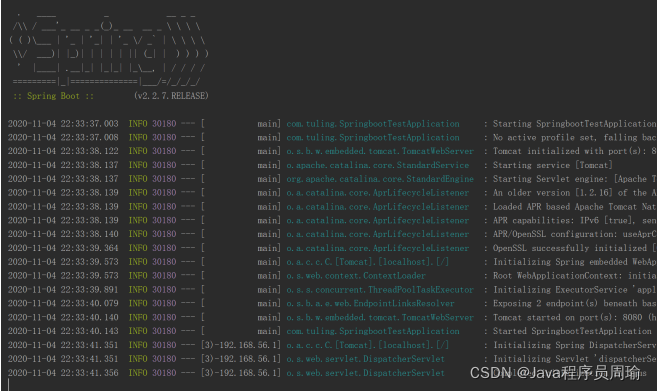 :: Spring Boot :: (v2.2.7.RELEASE)
2020-11-04 22:33:37.003 INFO 30180 --- [ main] com.tuling.SpringbootTestApplication : Starting SpringbootTestApplication
2020-11-04 22:33:37.008 INFO 30180 --- [ main] com.tuling.SpringbootTestApplication : No active profile set, falling bac
2020-11-04 22:33:38.122 INFO 30180 --- [ main] o.s.b.w.embedded.tomcat.TomcatWebServer : Tomcat initialized with port(s): 8
2020-11-04 22:33:38.137 INFO 30180 --- [ main] o.apache.catalina.core.StandardService : Starting service [Tomcat]
2020-11-04 22:33:38.137 INFO 30180 --- [ main] org.apache.catalina.core.StandardEngine : Starting Servlet engine: [Apache T
2020-11-04 22:33:38.139 INFO 30180 --- [ main] o.a.catalina.core.AprLifecycleListener : An older version [1.2.16] of the A
2020-11-04 22:33:38.139 INFO 30180 --- [ main] o.a.catalina.core.AprLifecycleListener : Loaded APR based Apache Tomcat Nat
2020-11-04 22:33:38.139 INFO 30180 --- [ main] o.a.catalina.core.AprLifecycleListener : APR capabilities: IPv6 [true], sen
2020-11-04 22:33:38.140 INFO 30180 --- [ main] o.a.catalina.core.AprLifecycleListener : APR/OpenSSL configuration: useAprC
2020-11-04 22:33:39.364 INFO 30180 --- [ main] o.a.catalina.core.AprLifecycleListener : OpenSSL successfully initialized [
2020-11-04 22:33:39.573 INFO 30180 --- [ main] o.a.c.c.C.[Tomcat].[localhost].[/] : Initializing Spring embedded WebAp
2020-11-04 22:33:39.573 INFO 30180 --- [ main] o.s.web.context.ContextLoader : Root WebApplicationContext: initia
2020-11-04 22:33:39.891 INFO 30180 --- [ main] o.s.s.concurrent.ThreadPoolTaskExecutor : Initializing ExecutorService 'appl
2020-11-04 22:33:40.079 INFO 30180 --- [ main] o.s.b.a.e.web.EndpointLinksResolver : Exposing 2 endpoint(s) beneath bas
2020-11-04 22:33:40.140 INFO 30180 --- [ main] o.s.b.w.embedded.tomcat.TomcatWebServer : Tomcat started on port(s): 8080 (h
2020-11-04 22:33:40.143 INFO 30180 --- [ main] com.tuling.SpringbootTestApplication : Started SpringbootTestApplication
2020-11-04 22:33:41.351 INFO 30180 --- [3)-192.168.56.1] o.a.c.c.C.[Tomcat].[localhost].[/] : Initializing Spring DispatcherServ
2020-11-04 22:33:41.351 INFO 30180 --- [3)-192.168.56.1] o.s.web.servlet.DispatcherServlet : Initializing Servlet 'dispatcherSe
2020-11-04 22:33:41.356 INFO 30180 --- [3)-192.168.56.1] o.s.web.servlet.DispatcherServlet
CSDN @Java程序员周瑜